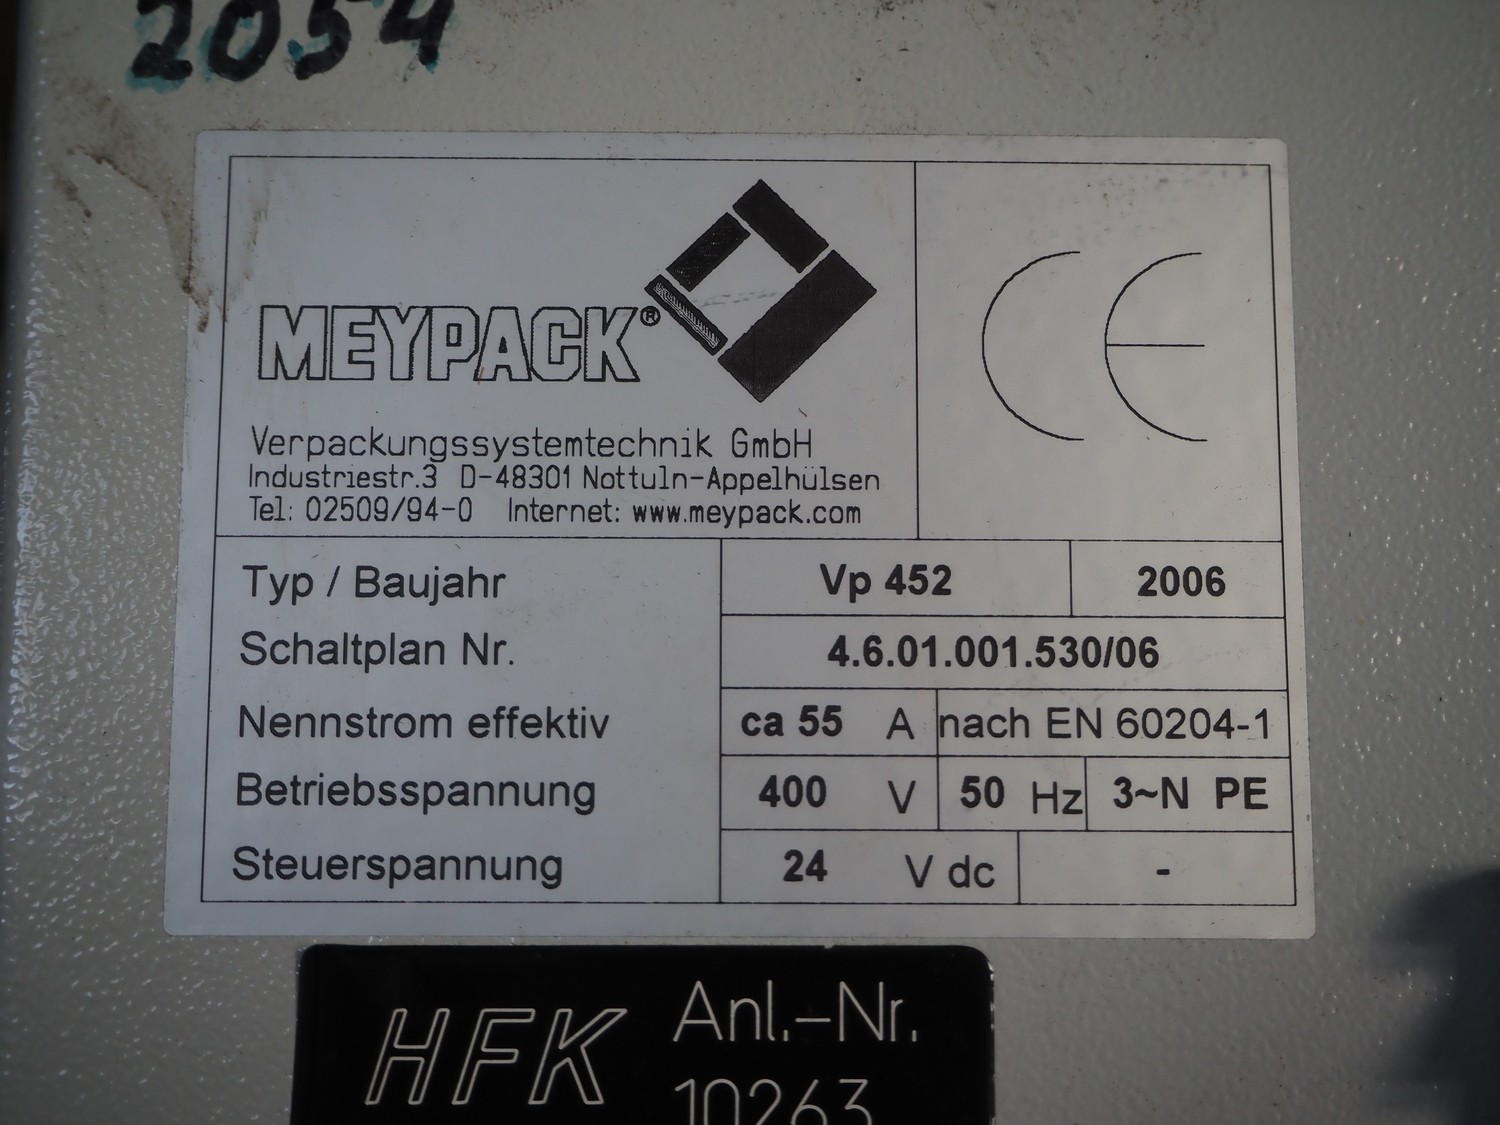 2054
MEYPACK®
CE
Verpackungssystemtechnik GmbH
Industriestr.3 D-48301 Nottuln-Appelhülsen
Tel: 02509/94-0 Internet: www.meypack.com
Typ / Baujahr Vp 452 2006
Schaltplan Nr. 4.6.01.001.530/06
Nennstrom effektiv ca 55 A nach EN 60204-1
Betriebsspannung 400 V 50 Hz 3~N PE
Steuerspannung 24 V dc -
HFK Anl.-Nr.
10263